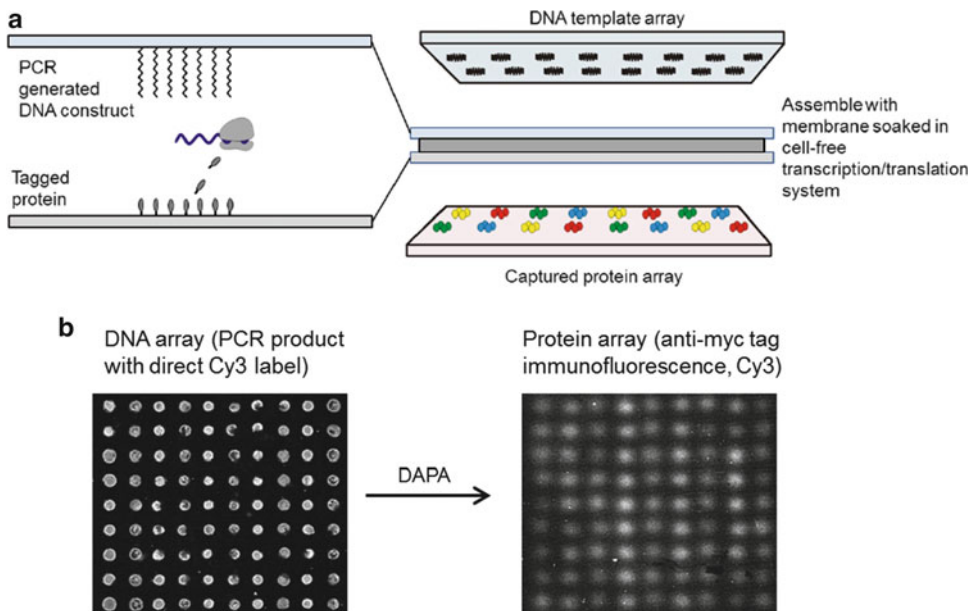 a
PCR
generated
DNA construct
Tagged
protein
DNA template array
Assemble with
membrane soaked in
cell-free
transcription/translation
system
Captured protein array
b
DNA array (PCR product
with direct Cy3 label)
DAPA
Protein array (anti-myc tag
immunofluorescence, Cy3)